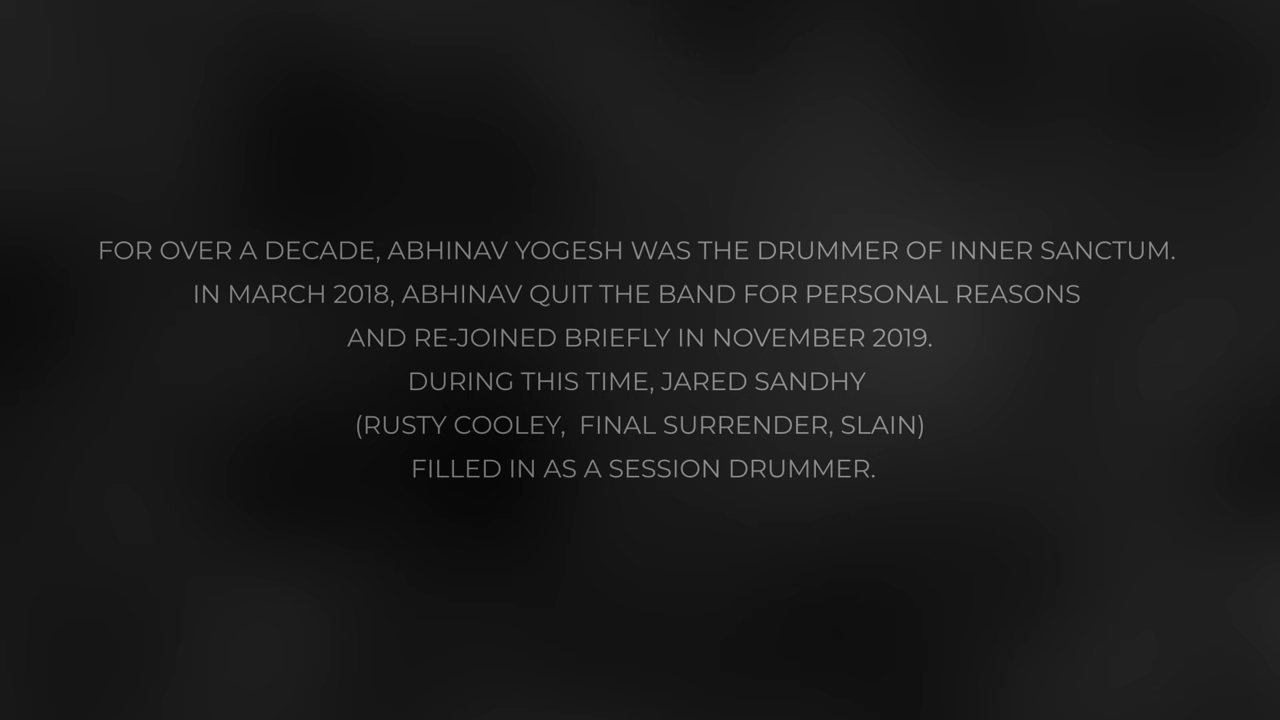 FOR OVER A DECADE, ABHINAV YOGESH WAS THE DRUMMER OF INNER SANCTUM.
IN MARCH 2018, ABHINAV QUIT THE BAND FOR PERSONAL REASONS
AND RE-JOINED BRIEFLY IN NOVEMBER 2019.
DURING THIS TIME, JARED SANDHY
(RUSTY COOLEY,  FINAL SURRENDER, SLAIN)
FILLED IN AS A SESSION DRUMMER.